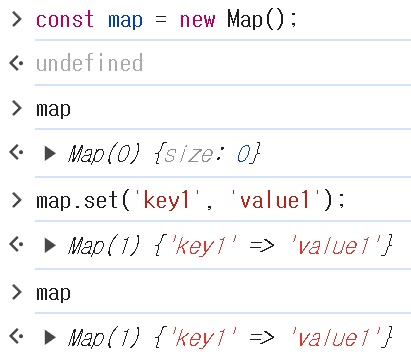 > const map = new Map();
<· undefined
> map
<· ▶ Map(0) {size: 0}
> map.set('key1', 'value1');
<· ▶ Map(1) {'key1' => 'value1'}
> map
<· ▶ Map(1) {'key1' => 'value1'}